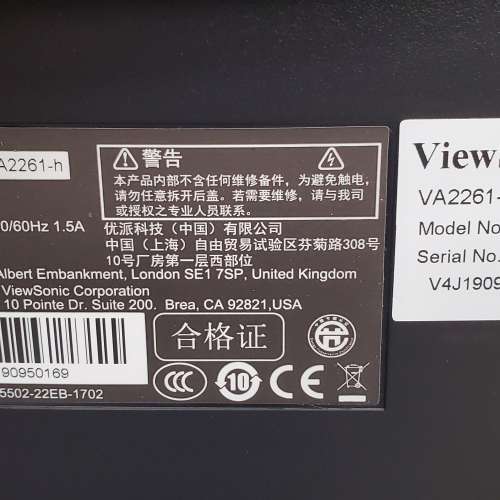 A2261-h
0/60Hz 1.5A
警告
本产品内部不含任何维修备件，为避免触电，
请勿任意拆开后盖。若需要维修，请与我司
或授权之专业人员联系。
优派科技（中国）有限公司
中国（上海）自由贸易试验区芬菊路308号
10号厂房第一层西部位
Albert Embankment, London SE1 7SP, United Kingdom
ViewSonic Corporation
10 Pointe Dr. Suite 200. Brea, CA 92821,USA
90950169
5502-22EB-1702
合格证
CCC
10
CE
View
VA2261-
Model No
Serial No.
V4J1909